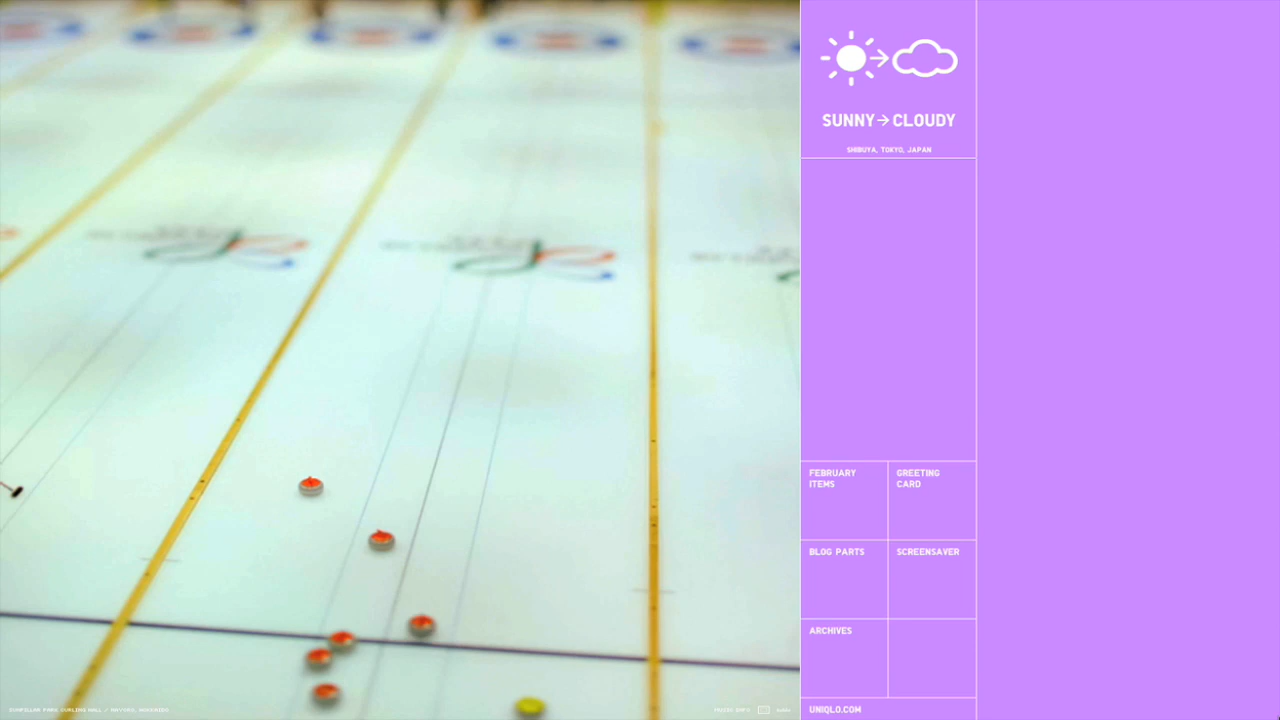 SUNNY→CLOUDY
SHIBUYA, TOKYO, JAPAN
FEBRUARY
ITEMS
GREETING
CARD
BLOG PARTS
SCREENSAVER
ARCHIVES
UNIQLO.COM